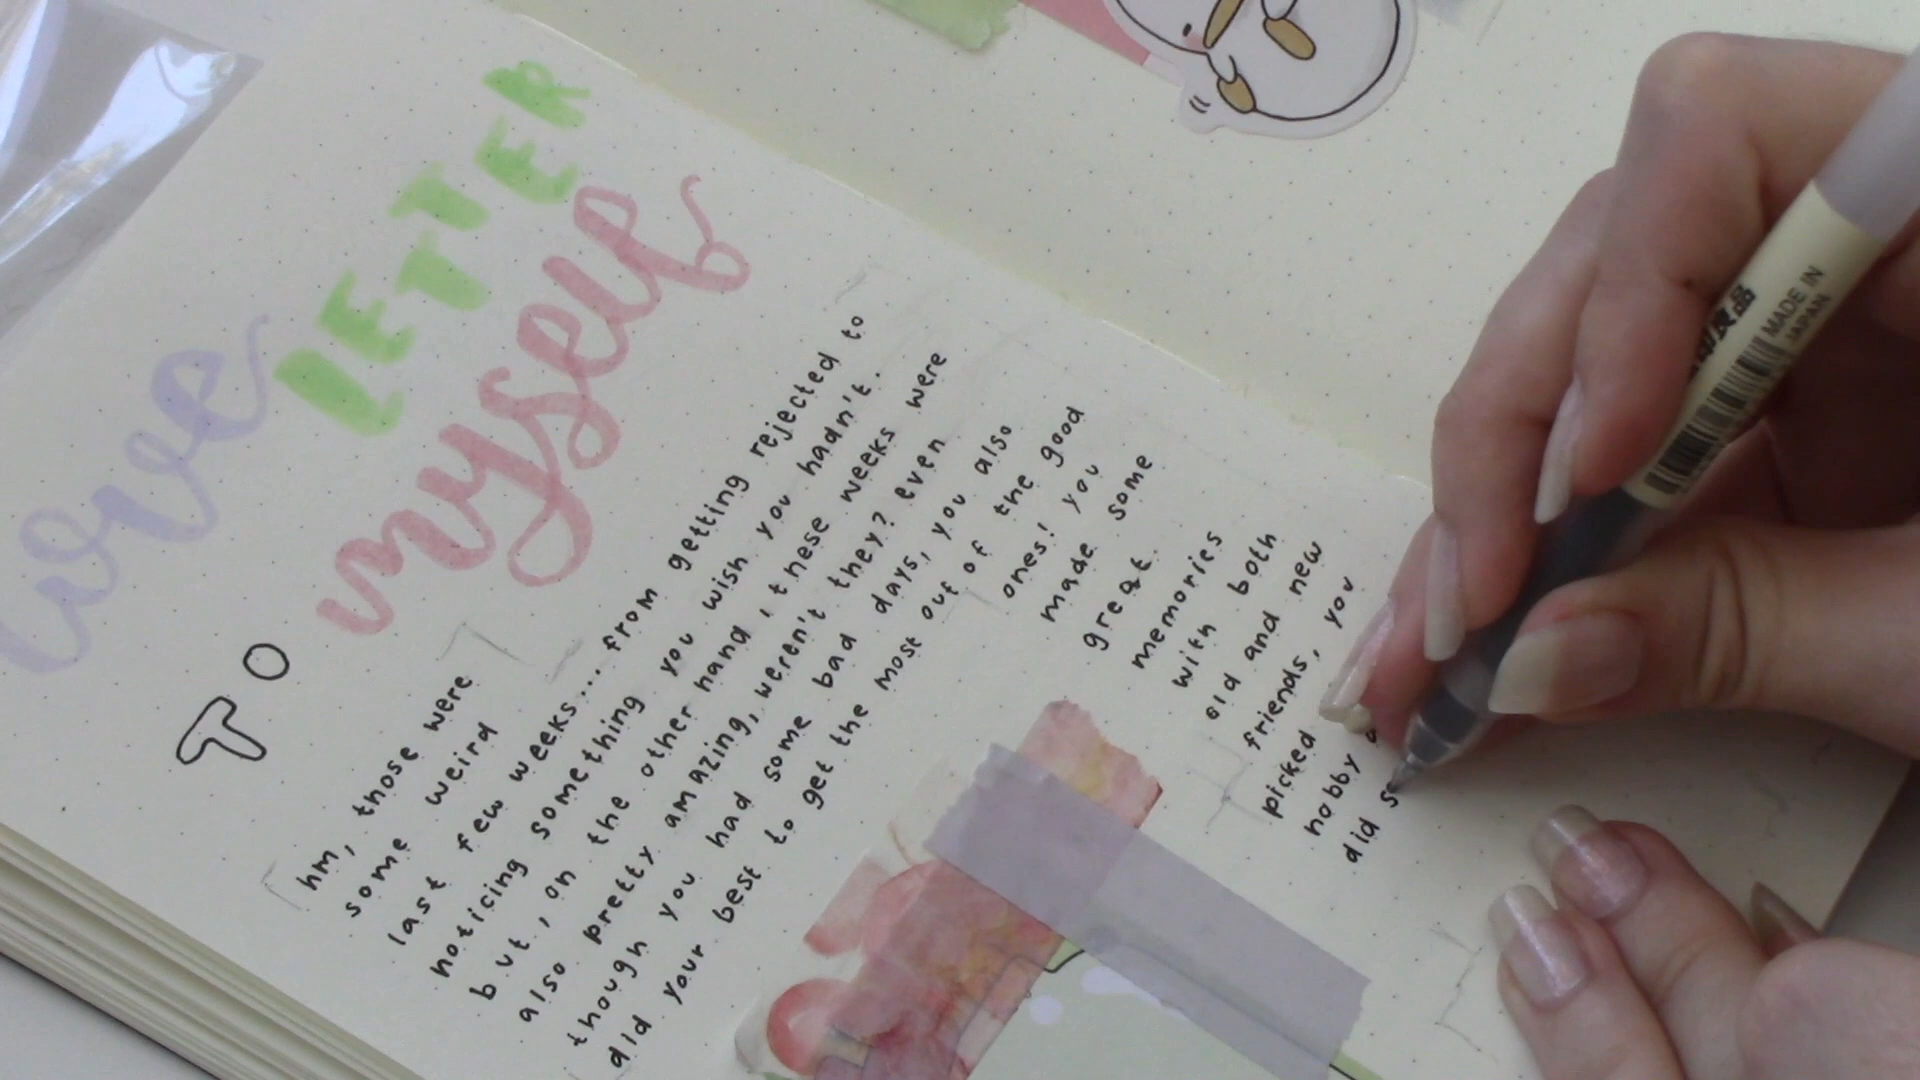 love
LETTER
TO
myself
hm, those were
some weird
last few weeks.... from getting rejected to
noticing something you wish you hadn't.
but, on the other hand, these weeks were
also pretty amazing, weren't they? even
though you had some bad days, you also
did your best to get the most out of the good
ones! you
made some
great
memories
with both
old and new
friends, you
picked
hobby
did so
MADE IN
JAPAN